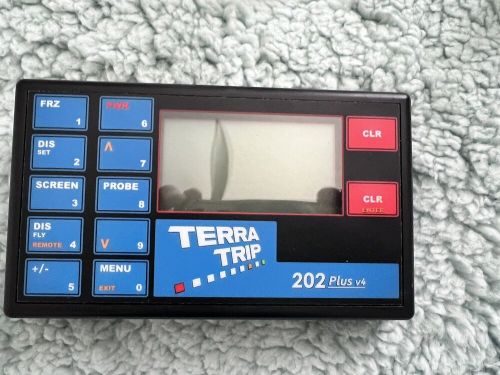 FRZ
1
PWR
6
DIS
SET
2
Λ
7
SCREEN
3
PROBE
8
DIS
FLY
REMOTE 4
V
9
+/-
5
MENU
EXIT 0
CLR
CLR
ENTER
TERRA
TRIP
202 Plus v4